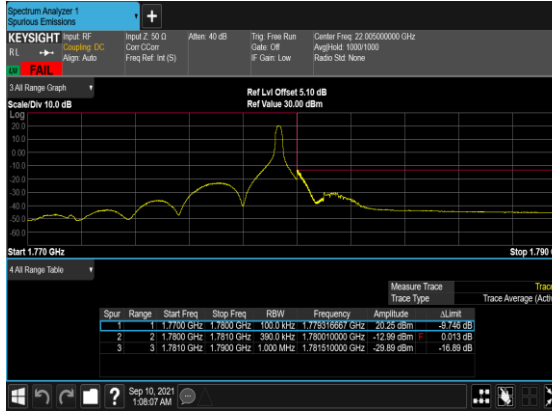 Spectrum Analyzer 1
Spurious Emissions
KEYSIGHT Input: RF Input Z: 50 Ω Atten: 40 dB Trig: Free Run Center Freq: 22.005000000 GHz
RL Coupling: DC Corr CCorr Gate: Off Avg|Hold: 1000/1000
Align: Auto Freq Ref: Int (S) IF Gain: Low Radio Std: None
FAIL
3 All Range Graph
Ref Lvl Offset 5.10 dB
Scale/Div 10.0 dB Ref Value 30.00 dBm
Log
20.0
10.0
0.00
-10.0
-20.0
-30.0
-40.0
-50.0
-60.0
Start 1.770 GHz Stop 1.790
4 All Range Table
Measure Trace Trace
Trace Type Trace Average (Activ
Spur Range Start Freq Stop Freq RBW Frequency Amplitude ΔLimit
1 1 1.7700 GHz 1.7800 GHz 100.0 kHz 1.779316667 GHz 20.25 dBm -9.746 dB
2 2 1.7800 GHz 1.7810 GHz 390.0 kHz 1.780010000 GHz -12.99 dBm F 0.013 dB
3 3 1.7810 GHz 1.7900 GHz 1.000 MHz 1.781510000 GHz -29.89 dBm -16.89 dB
? Sep 10, 2021
1:08:07 AM